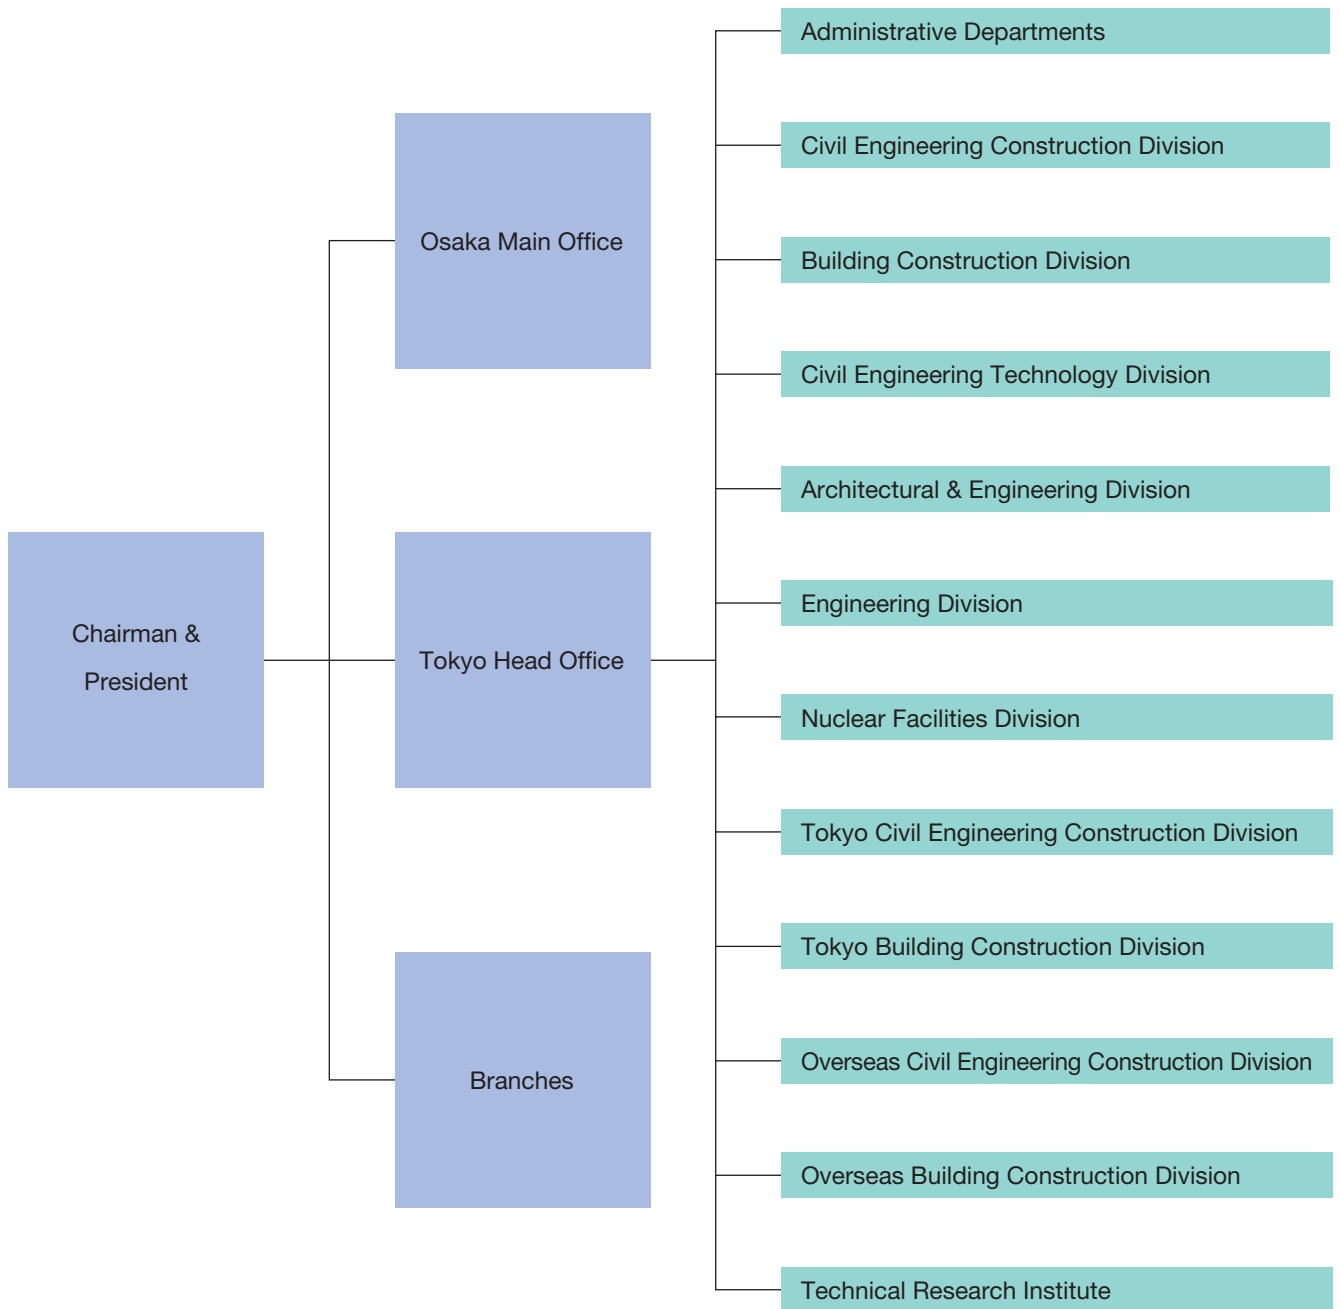 Chairman &
President
Osaka Main Office
Tokyo Head Office
Branches
Administrative Departments
Civil Engineering Construction Division
Building Construction Division
Civil Engineering Technology Division
Architectural & Engineering Division
Engineering Division
Nuclear Facilities Division
Tokyo Civil Engineering Construction Division
Tokyo Building Construction Division
Overseas Civil Engineering Construction Division
Overseas Building Construction Division
Technical Research Institute